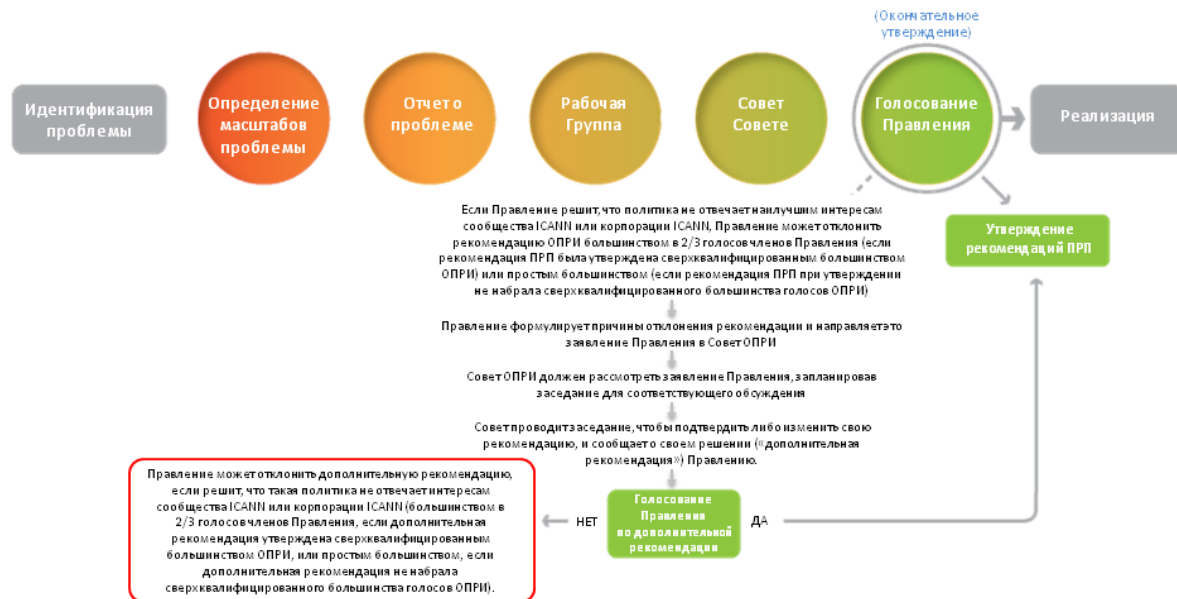 (Окончательное
утверждение)
Идентификация
проблемы
Определение
масштабов
проблемы
Отчет о
проблеме
Рабочая
Группа
Совет
Совете
Голосование
Правления
Реализация
Если Правление решит, что политика не отвечает наилучшим интересам
сообщества ICANN или корпорации ICANN, Правление может отклонить
рекомендацию ОПРИ большинством в 2/3 голосов членов Правления (если
рекомендация ПРП была утверждена сверхквалифицированным большинством
ОПРИ) или простым большинством (если рекомендация ПРП при утверждении
не набрала сверхквалифицированного большинства голосов ОПРИ)
Утверждение
рекомендаций ПРП
Правление формулирует причины отклонения рекомендации и направляет это
заявление Правления в Совет ОПРИ
Совет ОПРИ должен рассмотреть заявление Правления, запланировав
заседание для соответствующего обсуждения
Совет проводит заседание, чтобы подтвердить либо изменить свою
рекомендацию, и сообщает о своем решении («дополнительная
рекомендация») Правлению.
Голосование
Правления
по дополнительной
рекомендации
НЕТ
ДА
Правление может отклонить дополнительную рекомендацию,
если решит, что такая политика не отвечает интересам
сообщества ICANN или корпорации ICANN (большинством в
2/3 голосов членов Правления, если дополнительная
рекомендация утверждена сверхквалифицированным
большинством ОПРИ, или простым большинством, если
дополнительная рекомендация не набрала
сверхквалифицированного большинства голосов ОПРИ).